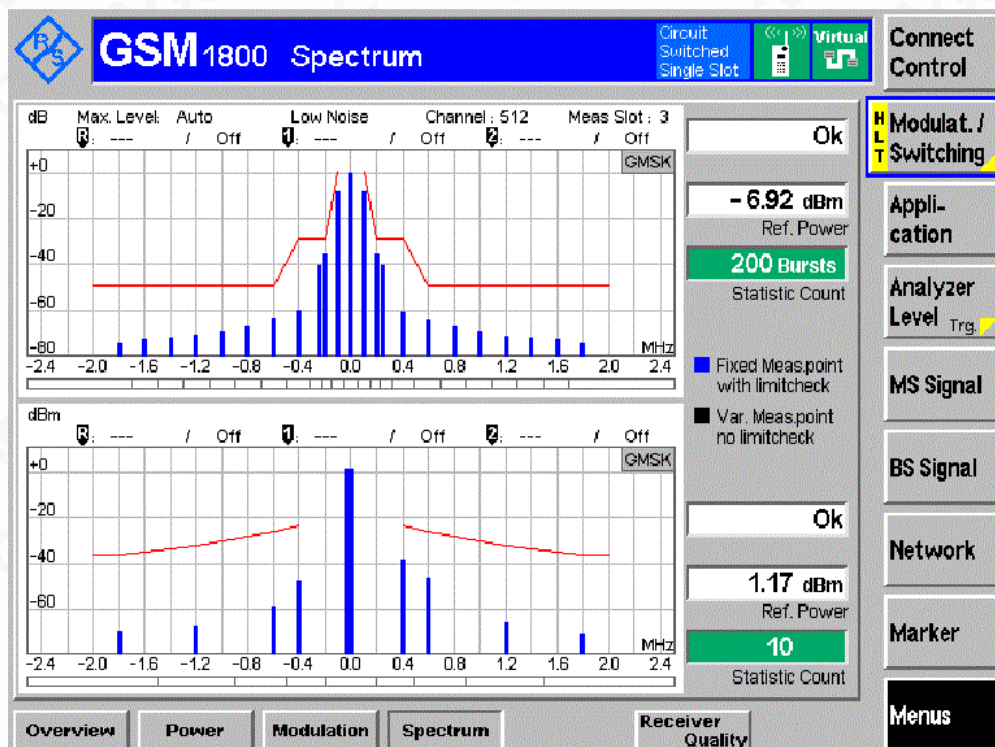 R/S
GSM 1800 Spectrum
Circuit
Switched
Single Slot
Virtual
Connect
Control
dB Max. Level: Auto Low Noise Channel : 512 Meas Slot : 3
R: --- / Off 1: --- / Off 2: --- / Off
GMSK
+0
-20
-40
-60
-80
MHz
-2.4 -2.0 -1.6 -1.2 -0.8 -0.4 0.0 0.4 0.8 1.2 1.6 2.0 2.4
Ok
- 6.92 dBm
Ref. Power
200 Bursts
Statistic Count
Fixed Meas.point
with limitcheck
Var. Meas.point
no limitcheck
dBm
R: --- / Off 1: --- / Off 2: --- / Off
GMSK
+0
-20
-40
-60
MHz
-2.4 -2.0 -1.6 -1.2 -0.8 -0.4 0.0 0.4 0.8 1.2 1.6 2.0 2.4
Ok
1.17 dBm
Ref. Power
10
Statistic Count
HLT
Modulat. /
Switching
Appli-
cation
Analyzer
Level Trg.
MS Signal
BS Signal
Network
Marker
Menus
Overview Power Modulation Spectrum Receiver
Quality